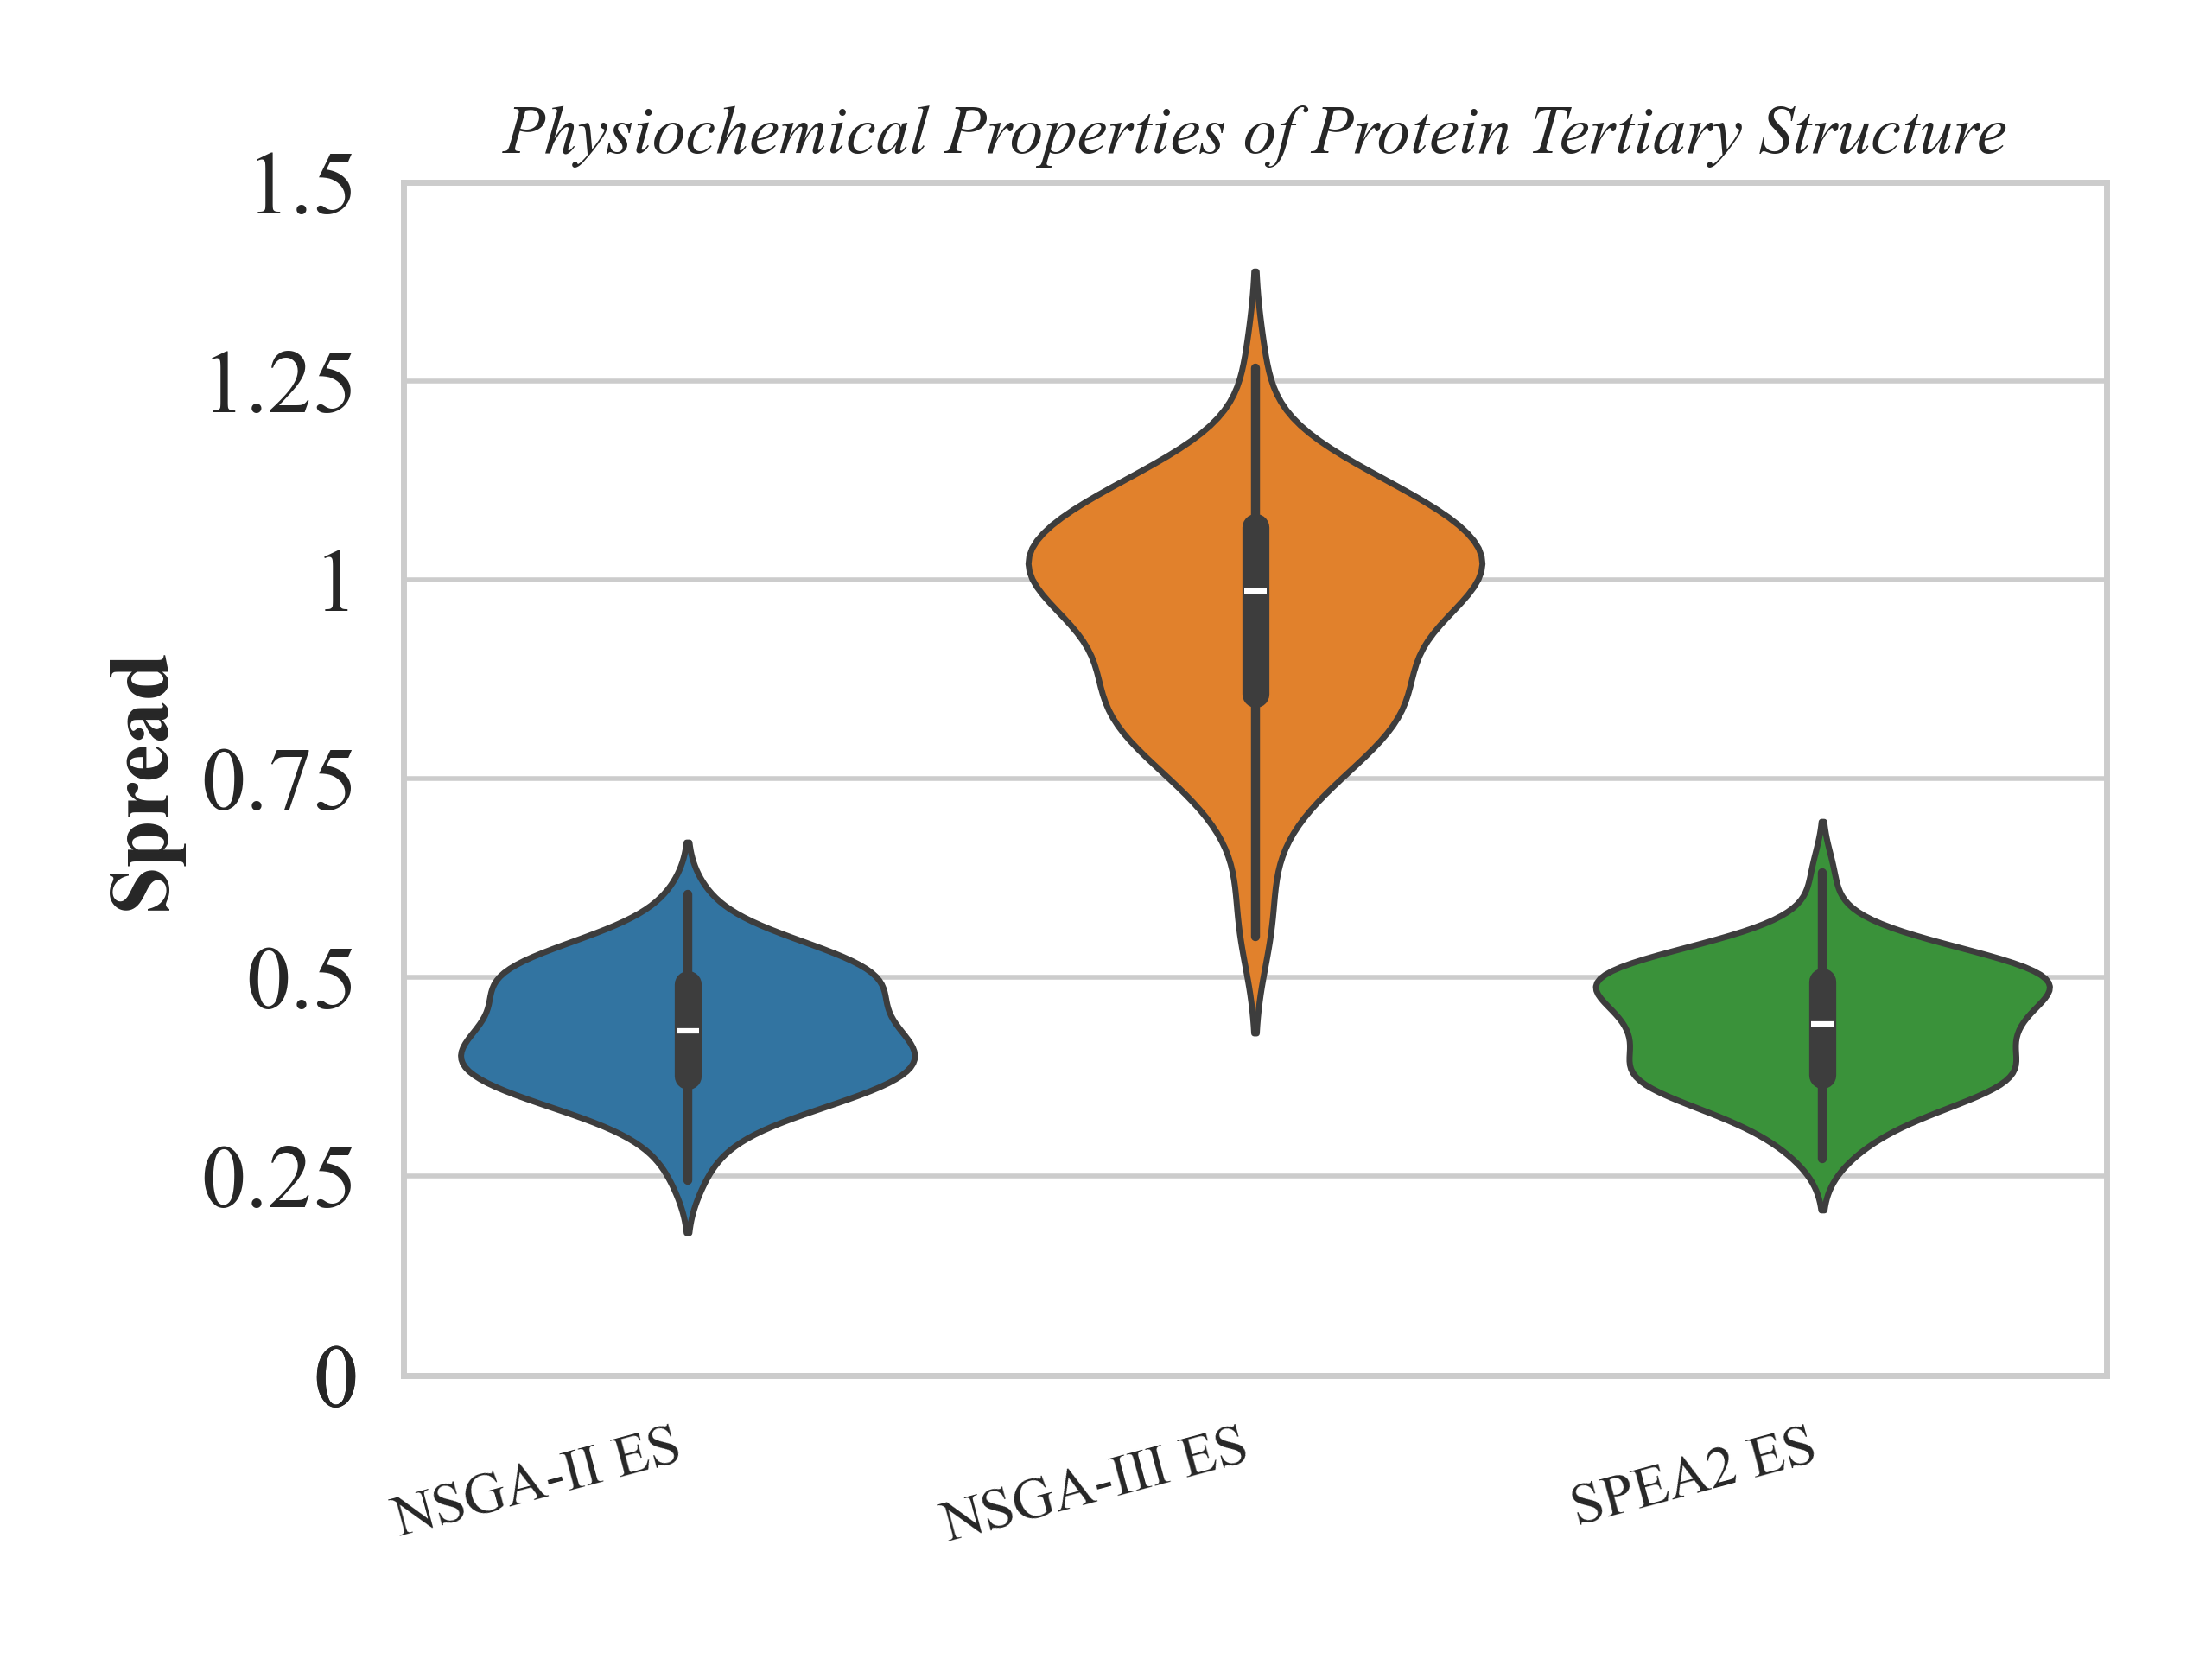 Physiochemical Properies of Protein Tertiary Structure
1.5
1.25
1
0.75
0.5
0.25
0
Spread
NSGA-II ES
NSGA-III ES
SPEA2 ES